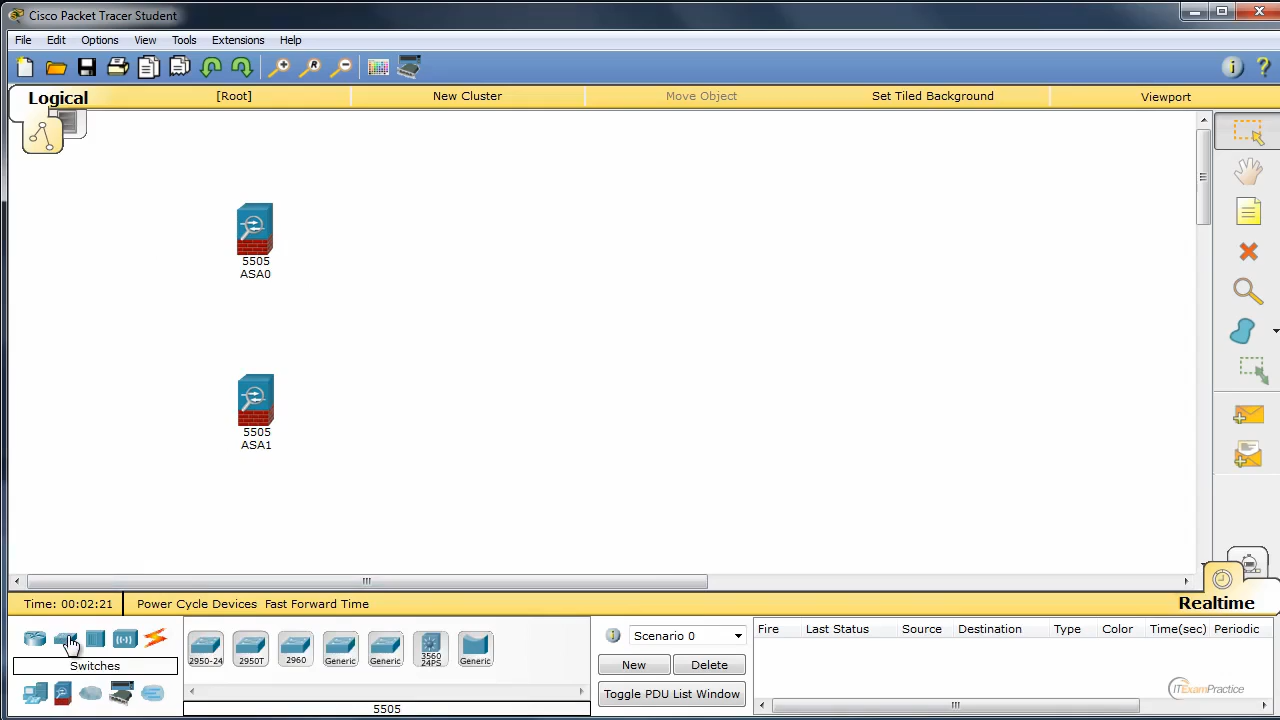 Cisco Packet Tracer Student
File Edit Options View Tools Extensions Help
Logical [Root] New Cluster Move Object Set Tiled Background Viewport
5505
ASA0
5505
ASA1
Realtime
Time: 00:02:21 Power Cycle Devices Fast Forward Time
Switches
2950-24 2950T 2960 Generic Generic 3560 24PS Generic
5505
Scenario 0
New Delete
Toggle PDU List Window
Fire Last Status Source Destination Type Color Time(sec) Periodic
ITExamPractice